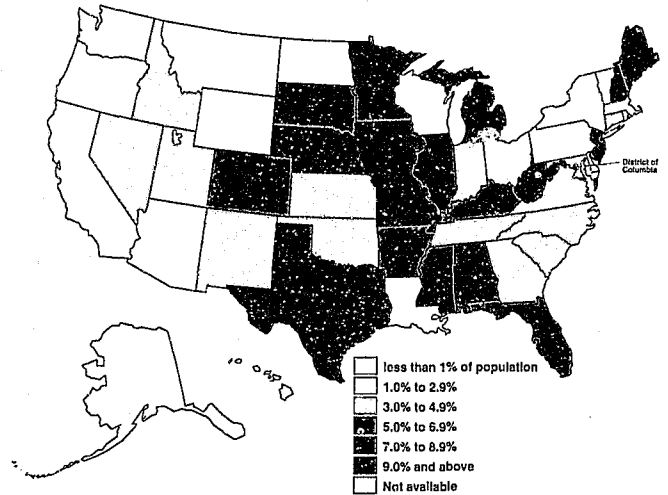 District of
Columbia
less than 1% of population
1.0% to 2.9%
3.0% to 4.9%
5.0% to 6.9%
7.0% to 8.9%
9.0% and above
Not available